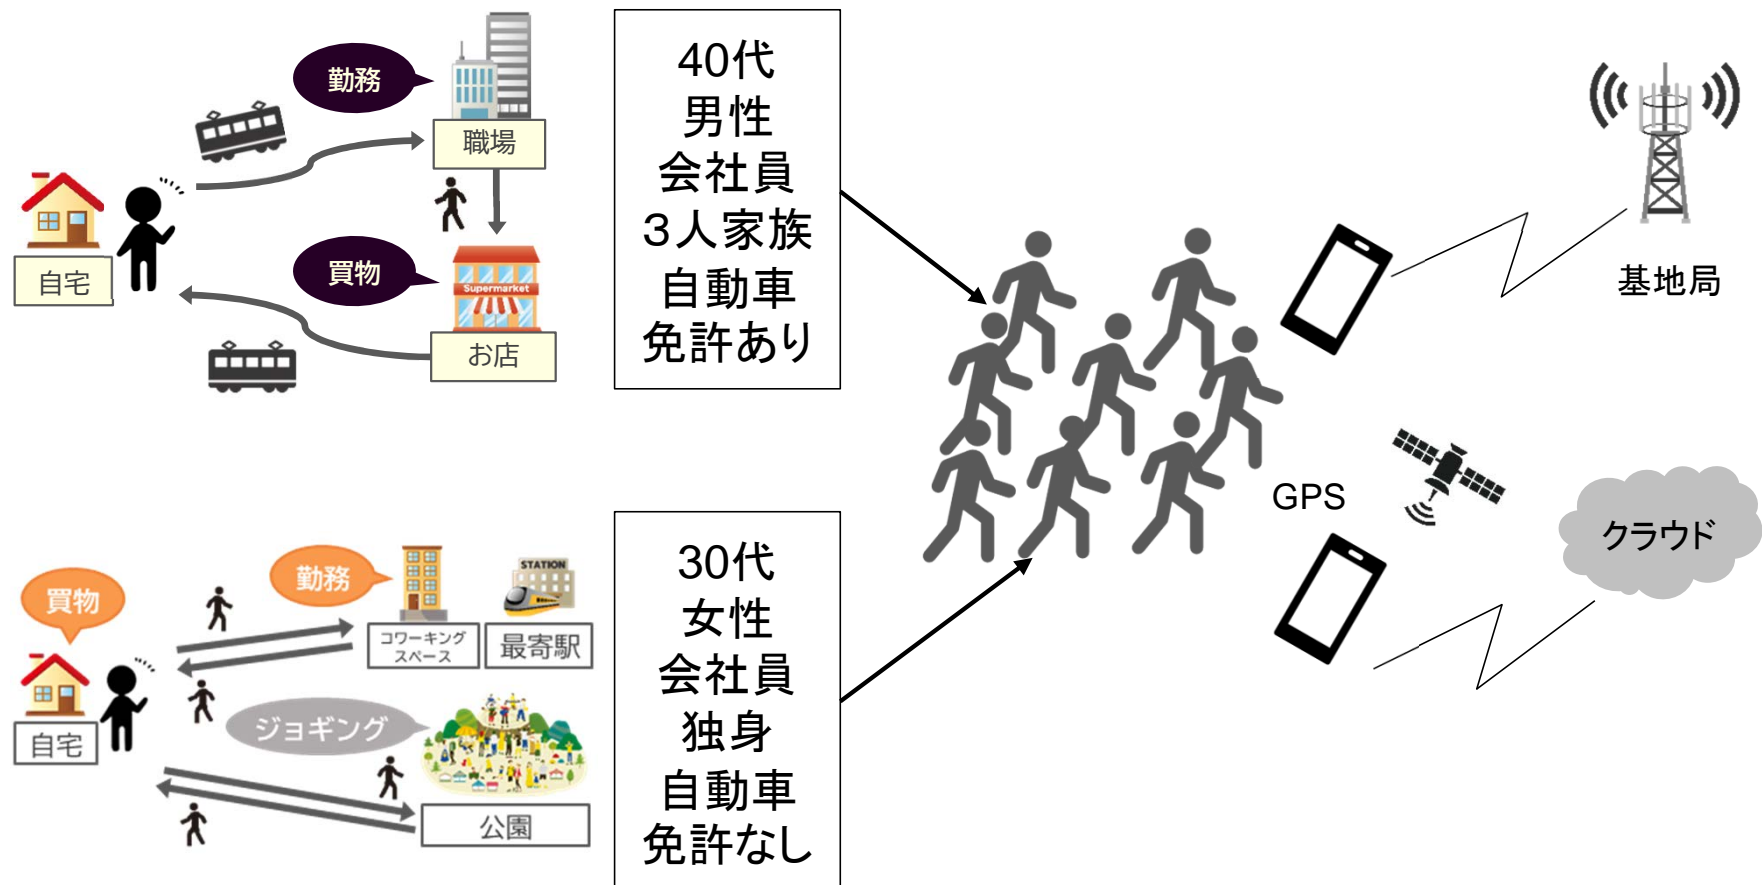 勤務
職場
自宅
買物
Supermarket
お店
40代
男性
会社員
3人家族
自動車
免許あり
基地局
買物
勤務
STATION
コワーキング
スペース
最寄駅
自宅
ジョギング
公園
30代
女性
会社員
独身
自動車
免許なし
GPS
クラウド